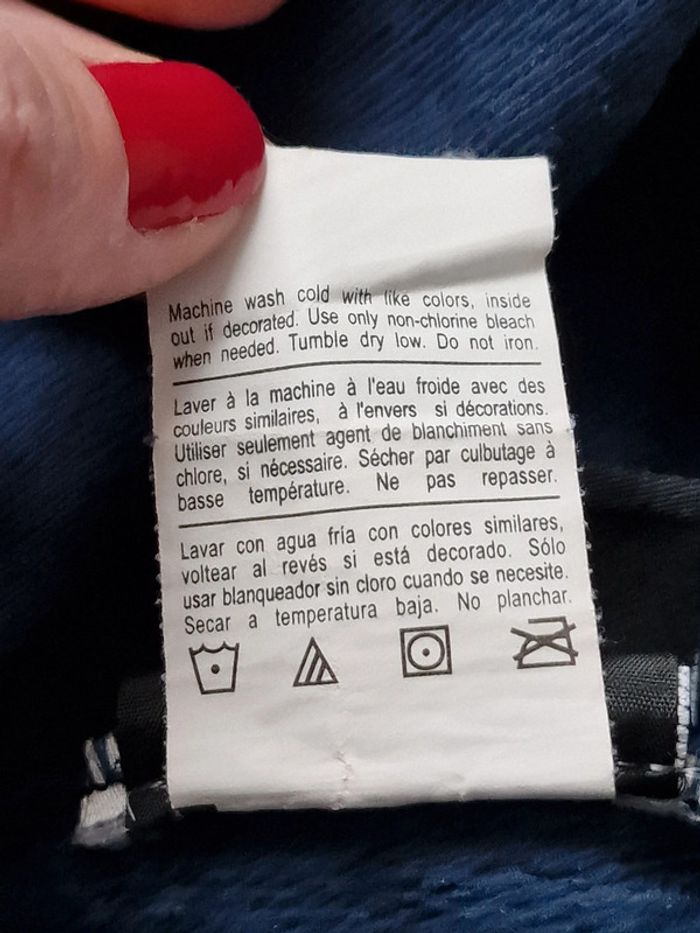 Machine wash cold with like colors, inside
out if decorated. Use only non-chlorine bleach
when needed. Tumble dry low. Do not iron.
Laver à la machine à l'eau froide avec des
couleurs similaires, à l'envers si décorations.
Utiliser seulement agent de blanchiment sans
chlore, si nécessaire. Sécher par culbutage à
basse température. Ne pas repasser.
Lavar con agua fría con colores similares,
voltear al revés si está decorado. Sólo
usar blanqueador sin cloro cuando se necesite.
Secar a temperatura baja. No planchar.